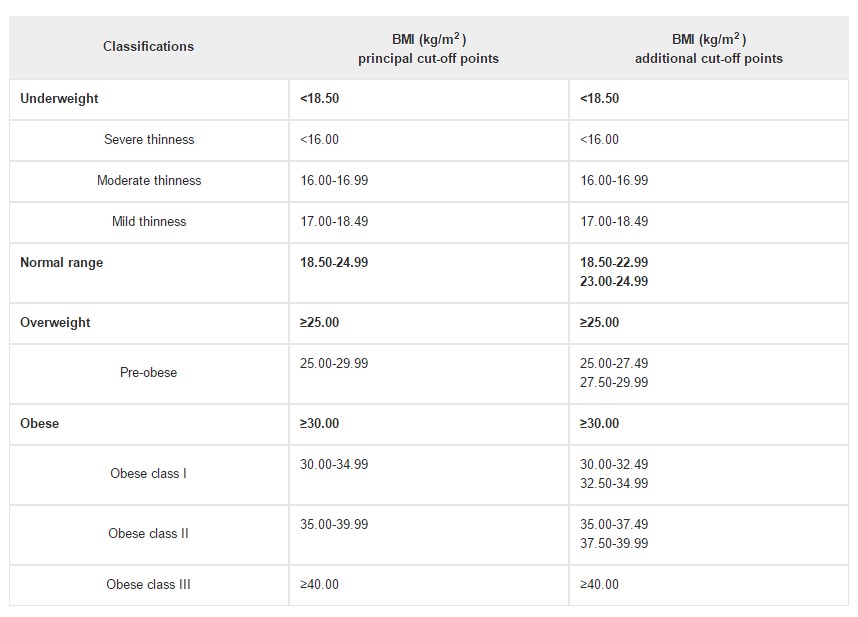 Classifications
BMI (kg/m²)
principal cut-off points
BMI (kg/m²)
additional cut-off points
Underweight
<18.50
<18.50
Severe thinness
<16.00
<16.00
Moderate thinness
16.00-16.99
16.00-16.99
Mild thinness
17.00-18.49
17.00-18.49
Normal range
18.50-24.99
18.50-22.99
23.00-24.99
Overweight
≥25.00
≥25.00
Pre-obese
25.00-29.99
25.00-27.49
27.50-29.99
Obese
≥30.00
≥30.00
Obese class I
30.00-34.99
30.00-32.49
32.50-34.99
Obese class II
35.00-39.99
35.00-37.49
37.50-39.99
Obese class III
≥40.00
≥40.00